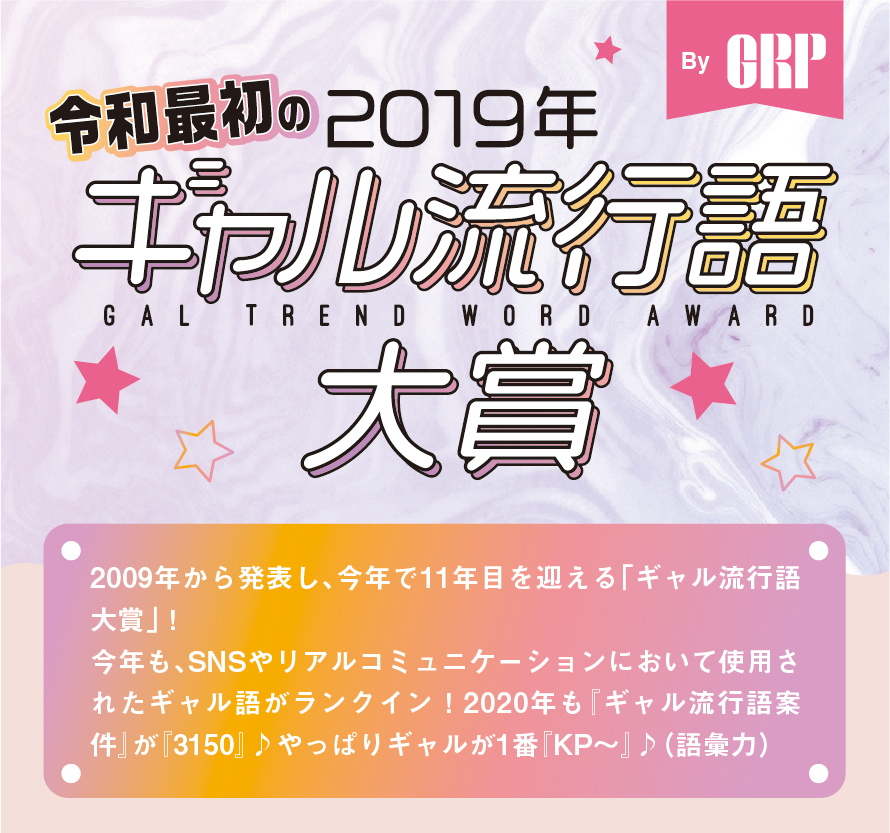 By GRP
令和最初の2019年
ギャル流行語
GAL TREND WORD AWARD
大賞
2009年から発表し、今年で11年目を迎える「ギャル流行語
大賞」！
今年も、SNSやリアルコミュニケーションにおいて使用さ
れたギャル語がランクイン！2020年も『ギャル流行語案
件』が『3150』♪やっぱりギャルが1番『KP〜』♪（語彙力）